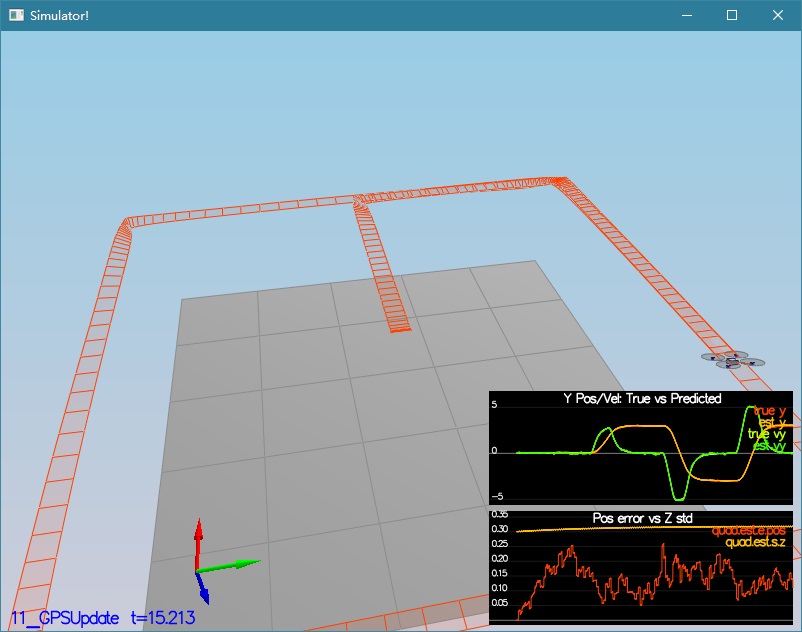 Simulator!
Y Pos/Vel: True vs Predicted
5
true y
est y
true vy
est vy
0
−5
Pos error vs Z std
0.35
0.30
quad.est.e.pos
quad.est.s.z
0.25
0.20
0.15
0.10
0.05
11_GPSUpdate t=15.213